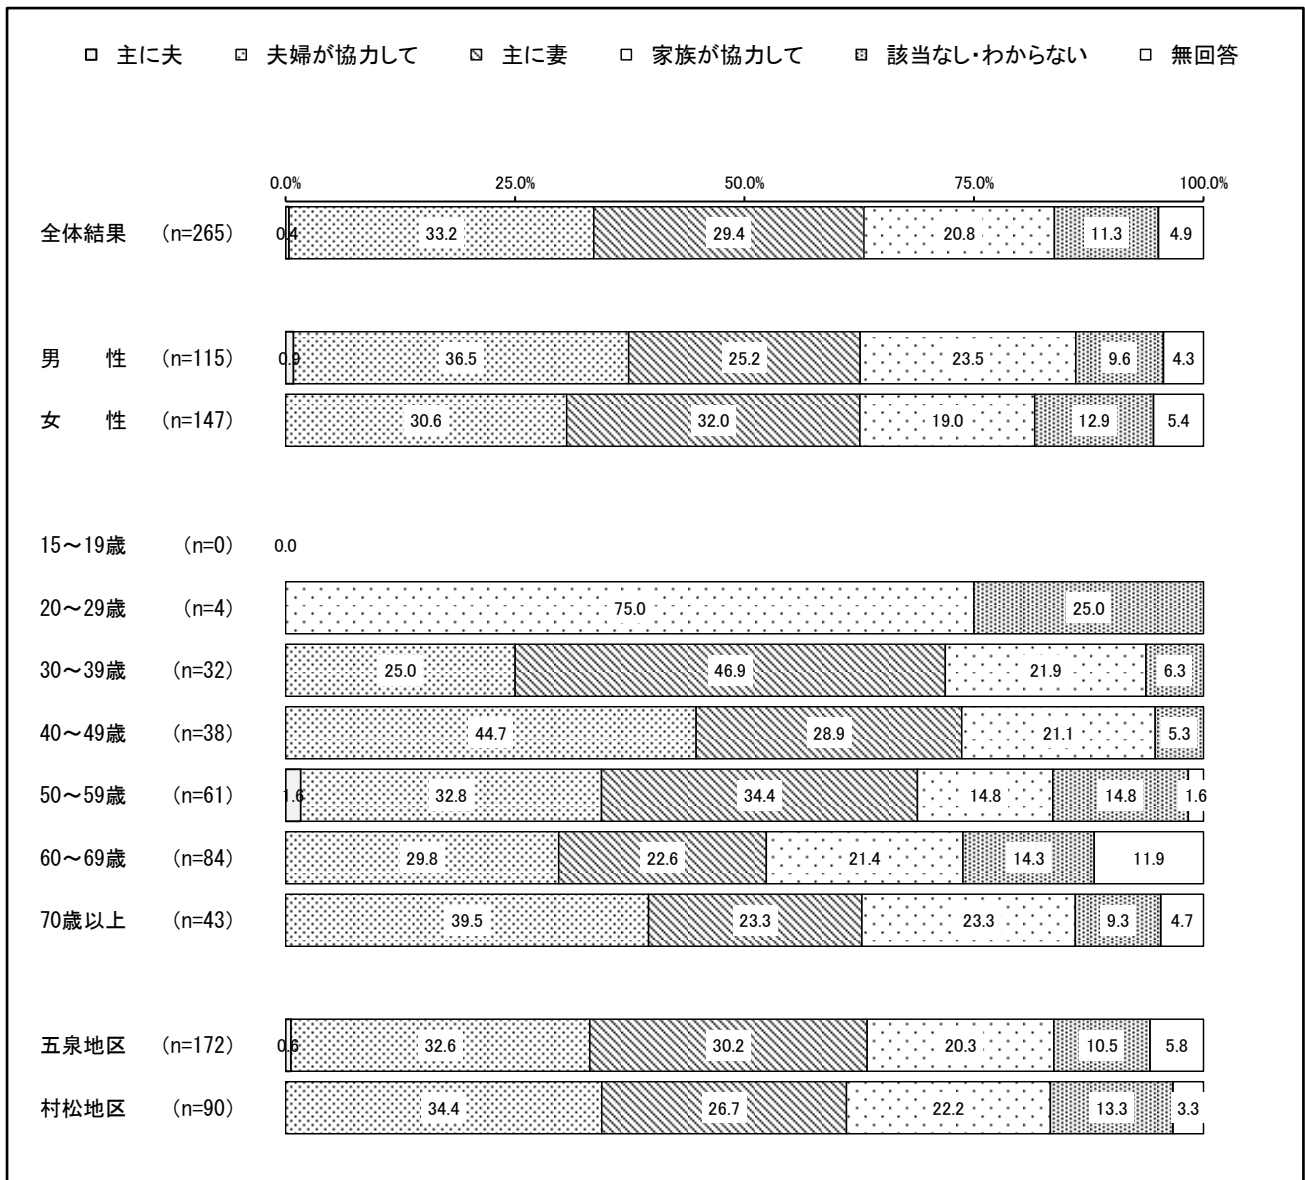 主に夫 夫婦が協力して 主に妻 家族が協力して 該当なし・わからない 無回答
0.0% 25.0% 50.0% 75.0% 100.0%
全体結果 (n=265) 0.4 33.2 29.4 20.8 11.3 4.9
男 性 (n=115) 0.9 36.5 25.2 23.5 9.6 4.3
女 性 (n=147) 30.6 32.0 19.0 12.9 5.4
15～19歳 (n=0) 0.0
20～29歳 (n=4) 75.0 25.0
30～39歳 (n=32) 25.0 46.9 21.9 6.3
40～49歳 (n=38) 44.7 28.9 21.1 5.3
50～59歳 (n=61) 1.6 32.8 34.4 14.8 14.8 1.6
60～69歳 (n=84) 29.8 22.6 21.4 14.3 11.9
70歳以上 (n=43) 39.5 23.3 23.3 9.3 4.7
五泉地区 (n=172) 0.6 32.6 30.2 20.3 10.5 5.8
村松地区 (n=90) 34.4 26.7 22.2 13.3 3.3